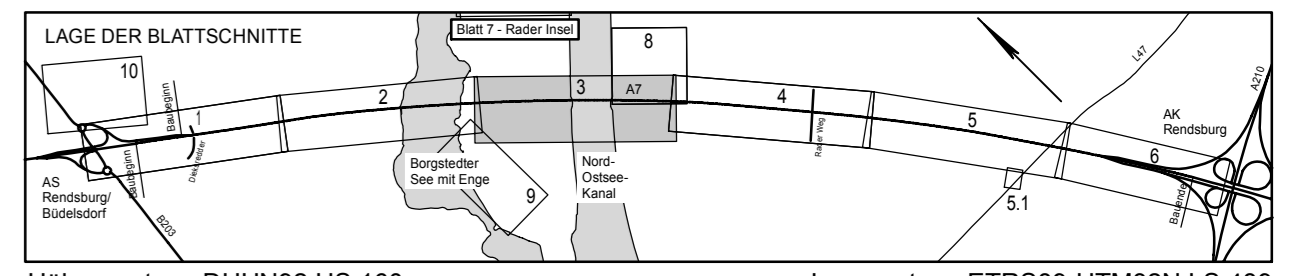 LAGE DER BLATTSCHNITTE
Blatt 7 - Rader Insel
10
Baubeginn
1
Diekredder
Baubeginn
AS
Rendsburg/
Büdelsdorf
B203
2
Borgstedter
See mit Enge
9
3
A7
8
Nord-
Ostsee-
Kanal
4
Rader Weg
5
5.1
L47
AK
Rendsburg
A210
6
Bauende